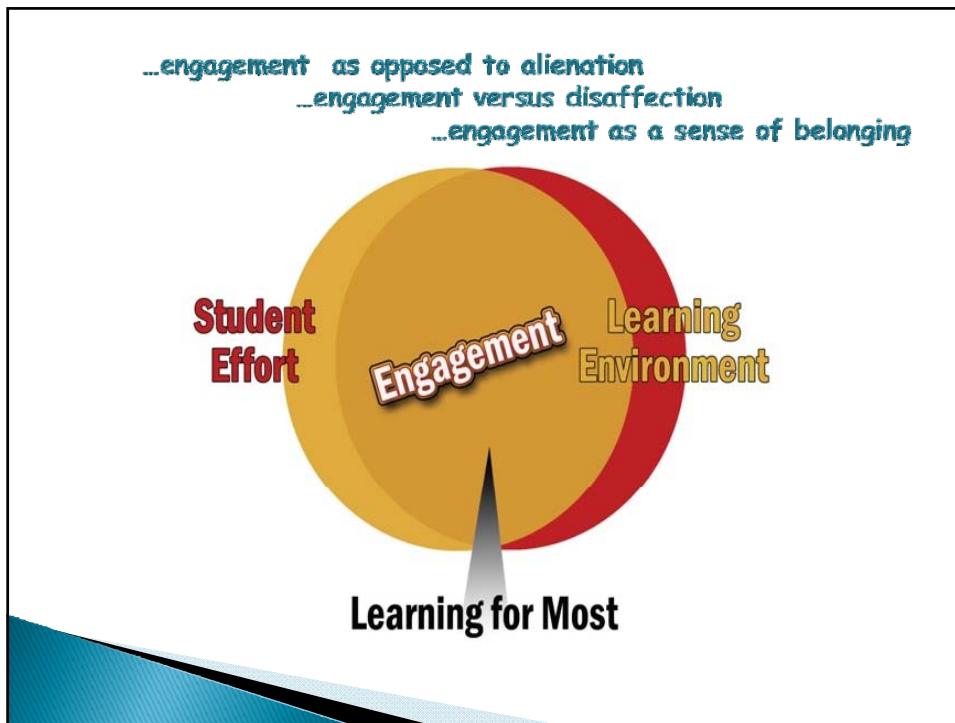 …engagement as opposed to alienation
…engagement versus disaffection
…engagement as a sense of belonging
Student
Effort
Engagement
Learning
Environment
Learning for Most